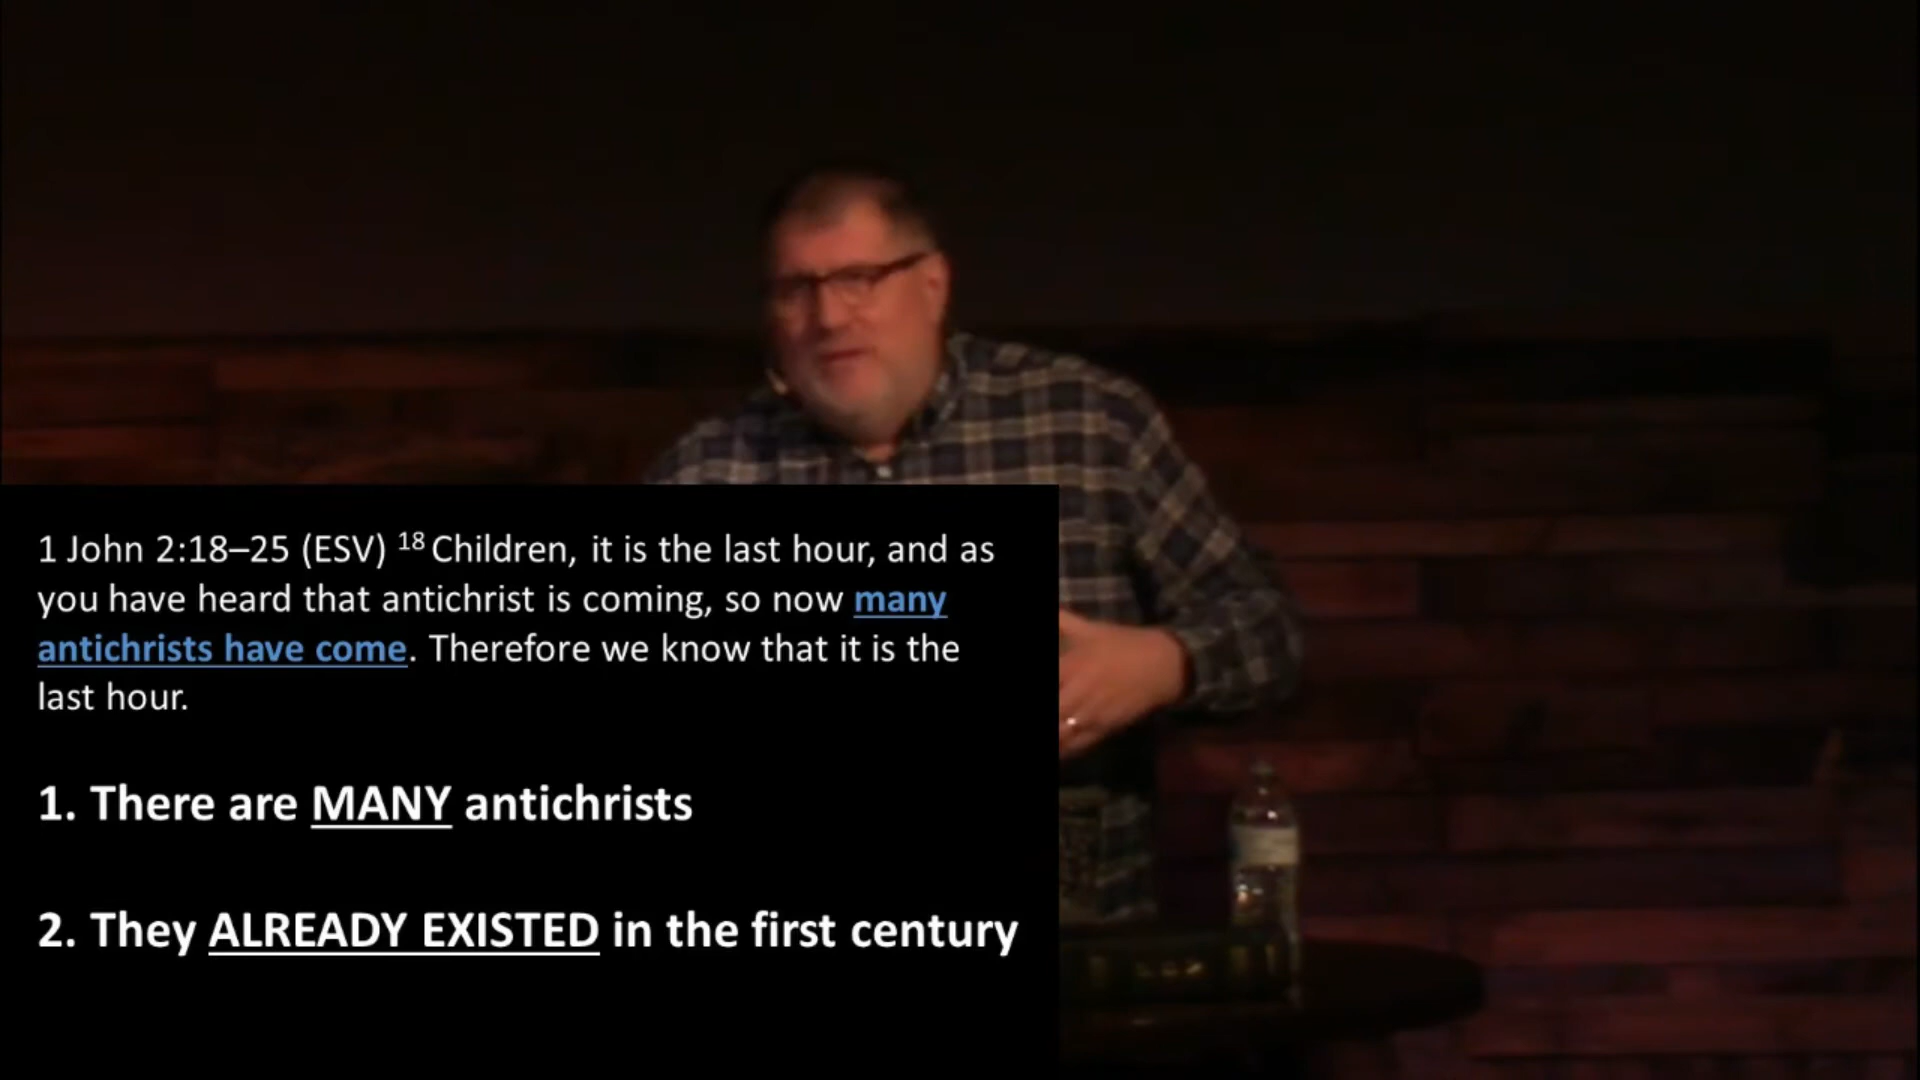 1 John 2:18–25 (ESV) 18 Children, it is the last hour, and as
you have heard that antichrist is coming, so now many
antichrists have come. Therefore we know that it is the
last hour.
1. There are MANY antichrists
2. They ALREADY EXISTED in the first century